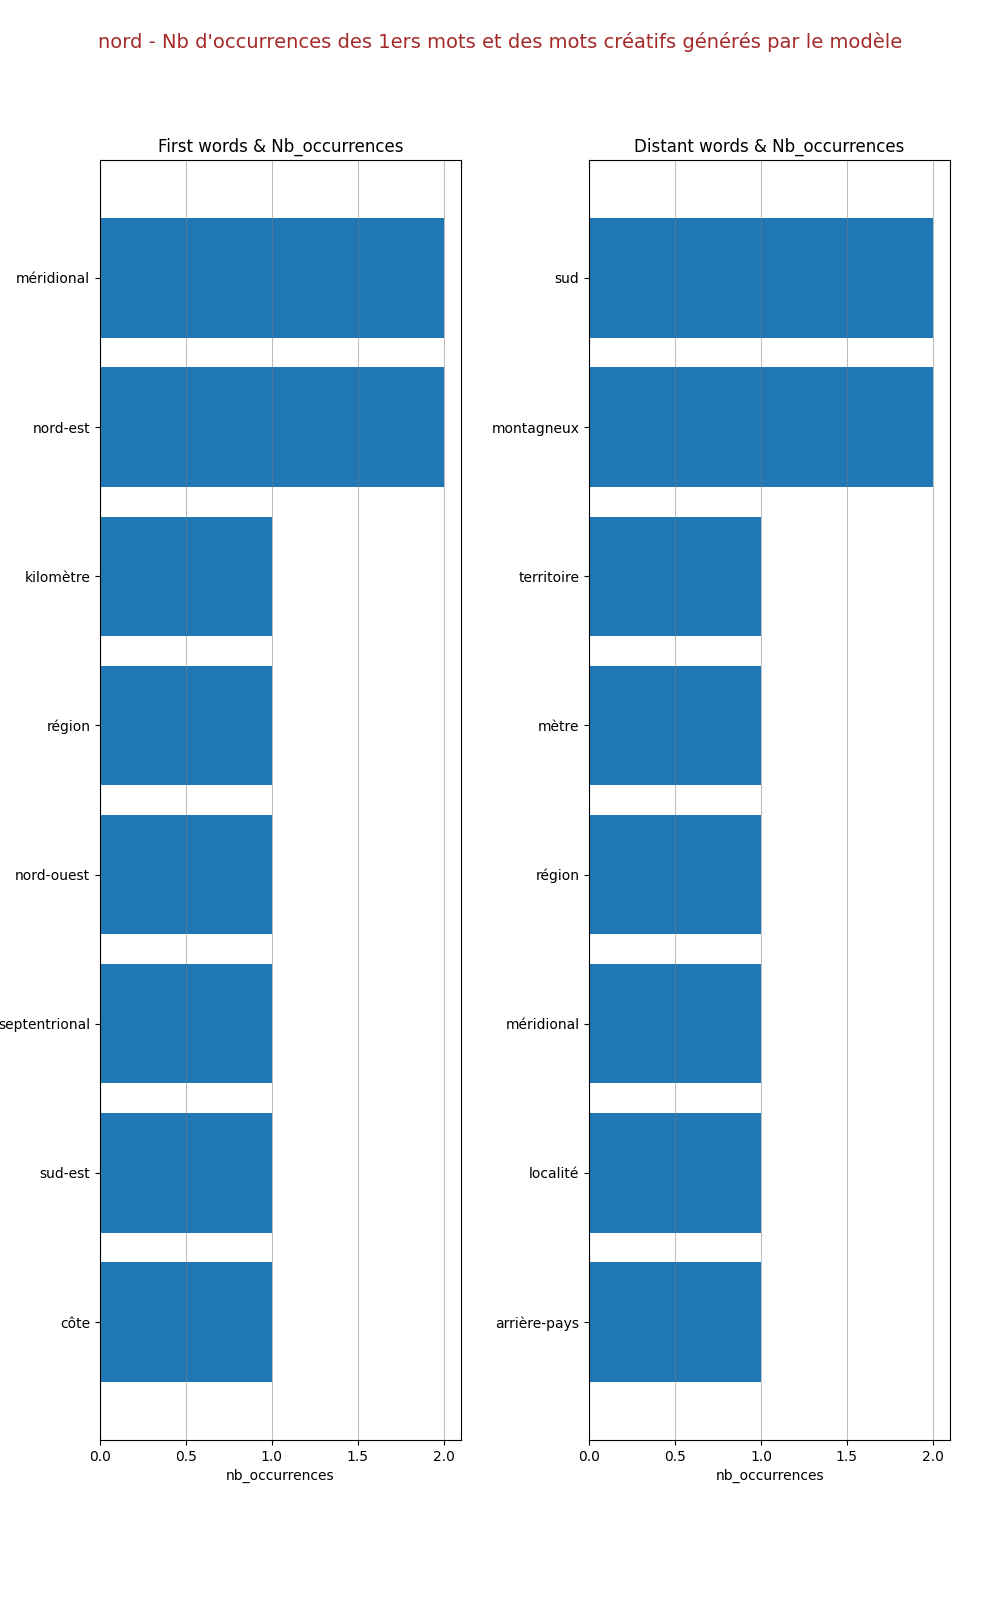 nord - Nb d'occurrences des 1ers mots et des mots créatifs générés par le modèle
First words & Nb_occurrences
méridional
nord-est
kilomètre
région
nord-ouest
septentrional
sud-est
côte
0.0 0.5 1.0 1.5 2.0
nb_occurrences
Distant words & Nb_occurrences
sud
montagneux
territoire
mètre
région
méridional
localité
arrière-pays
0.0 0.5 1.0 1.5 2.0
nb_occurrences